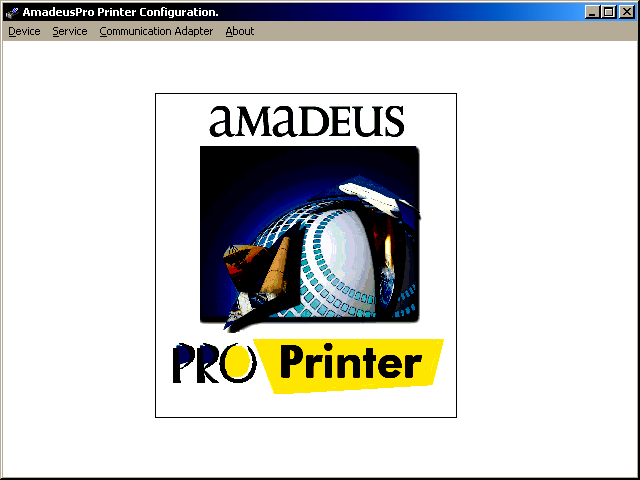 AmadeusPro Printer Configuration.
Device Service Communication Adapter About
aMaDEUS
PRO Printer